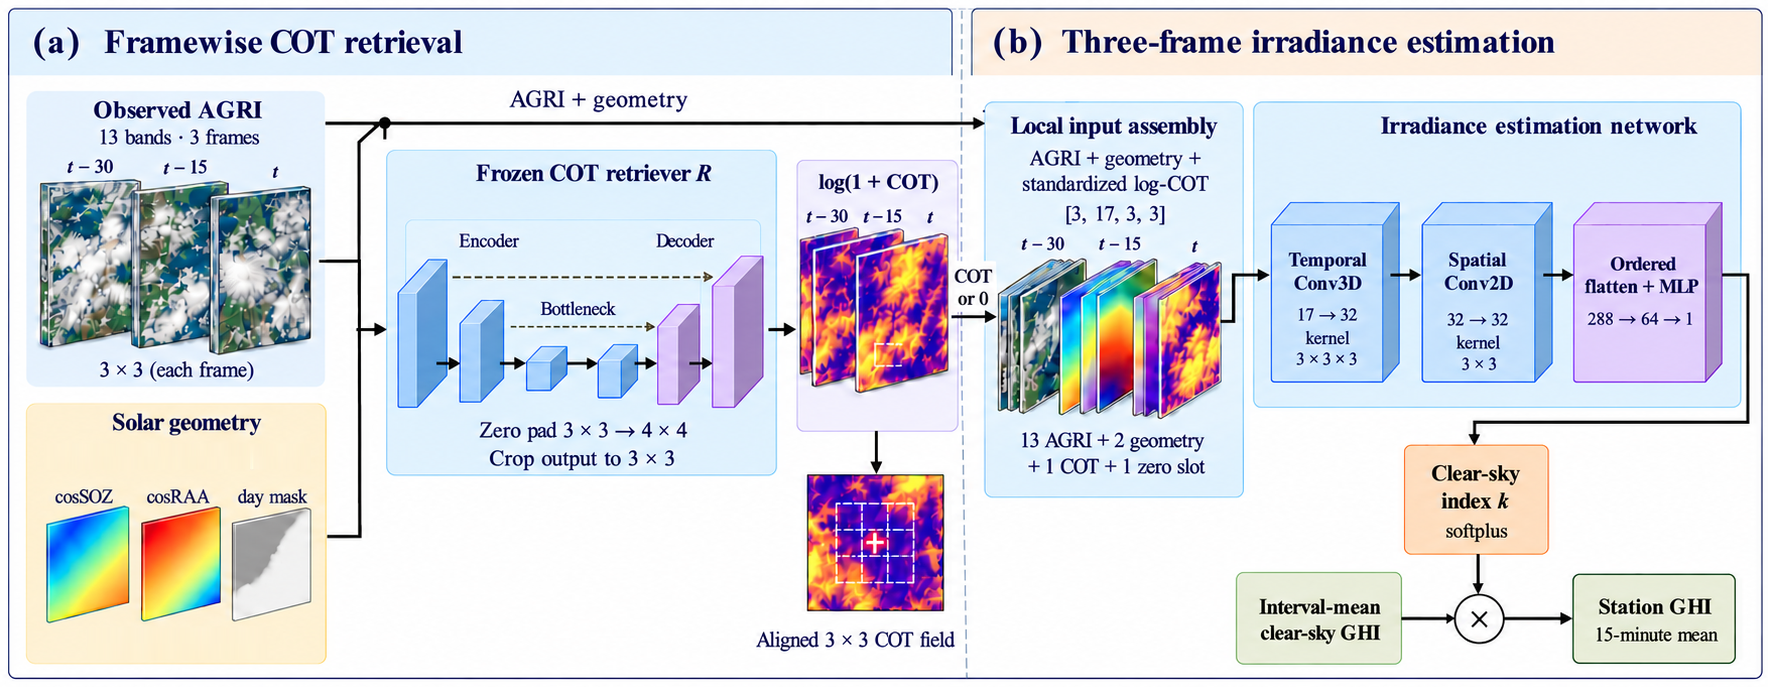 (a) Framewise COT retrieval
Observed AGRI
13 bands · 3 frames
t − 30
t − 15
t
3 × 3 (each frame)
Solar geometry
cosSOZ
cosRAA
day mask
AGRI + geometry
Frozen COT retriever R
Encoder
Decoder
Bottleneck
Zero pad 3 × 3 → 4 × 4
Crop output to 3 × 3
log(1 + COT)
t − 30
t − 15
t
Aligned 3 × 3 COT field
COT
or 0
(b) Three-frame irradiance estimation
Local input assembly
AGRI + geometry +
standardized log-COT
[3, 17, 3, 3]
t − 30
t − 15
t
13 AGRI + 2 geometry
+ 1 COT + 1 zero slot
Irradiance estimation network
Temporal
Conv3D
17 → 32
kernel
3 × 3 × 3
Spatial
Conv2D
32 → 32
kernel
3 × 3
Ordered
flatten + MLP
288 → 64 → 1
Clear-sky
index k
softplus
Interval-mean
clear-sky GHI
×
Station GHI
15-minute mean